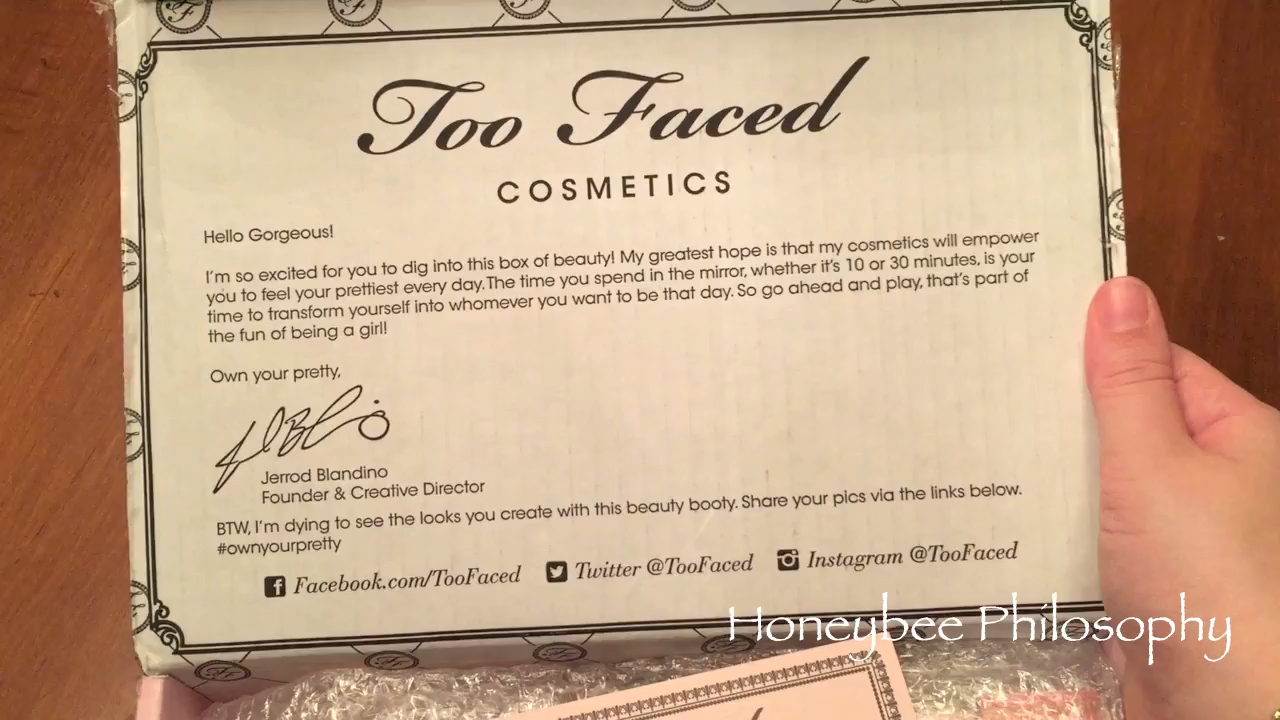 Too Faced
COSMETICS
Hello Gorgeous!
I'm so excited for you to dig into this box of beauty! My greatest hope is that my cosmetics will empower
you to feel your prettiest every day. The time you spend in the mirror, whether it's 10 or 30 minutes, is your
time to transform yourself into whomever you want to be that day. So go ahead and play, that's part of
the fun of being a girl!
Own your pretty,
Jerrod Blandino
Founder & Creative Director
BTW, I'm dying to see the looks you create with this beauty booty. Share your pics via the links below.
#ownyourpretty
Facebook.com/TooFaced Twitter @TooFaced Instagram @TooFaced
Honeybee Philosophy